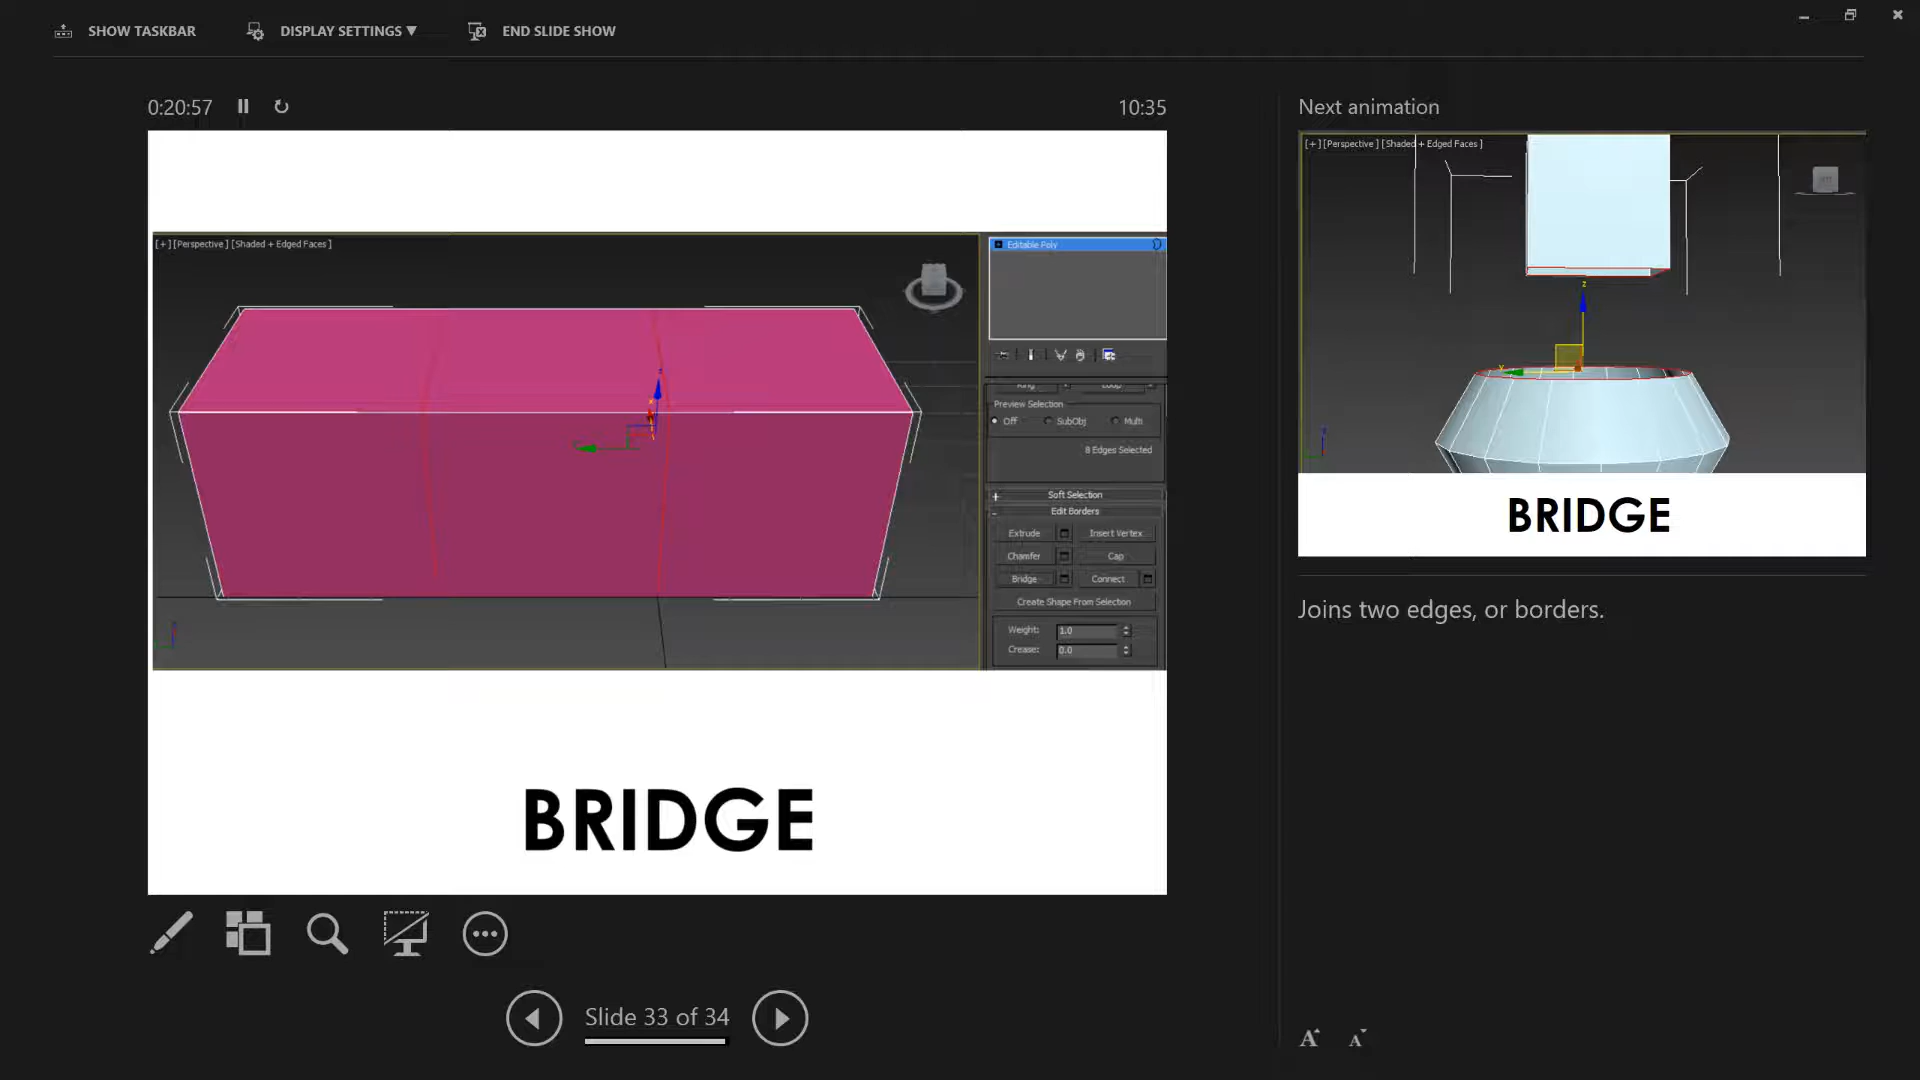 SHOW TASKBAR
DISPLAY SETTINGS ▼
END SLIDE SHOW
0:20:57
10:35
[+] [Perspective] [Shaded + Edged Faces]
Editable Poly
Ring
Loop
Preview Selection
Off
SubObj
Multi
8 Edges Selected
+ Soft Selection
- Edit Borders
Extrude
Insert Vertex
Chamfer
Cap
Bridge
Connect
Create Shape From Selection
Weight: 1.0
Crease: 0.0
BRIDGE
Slide 33 of 34
Next animation
[+] [Perspective] [Shaded + Edged Faces]
z
y
BRIDGE
Joins two edges, or borders.
A
A